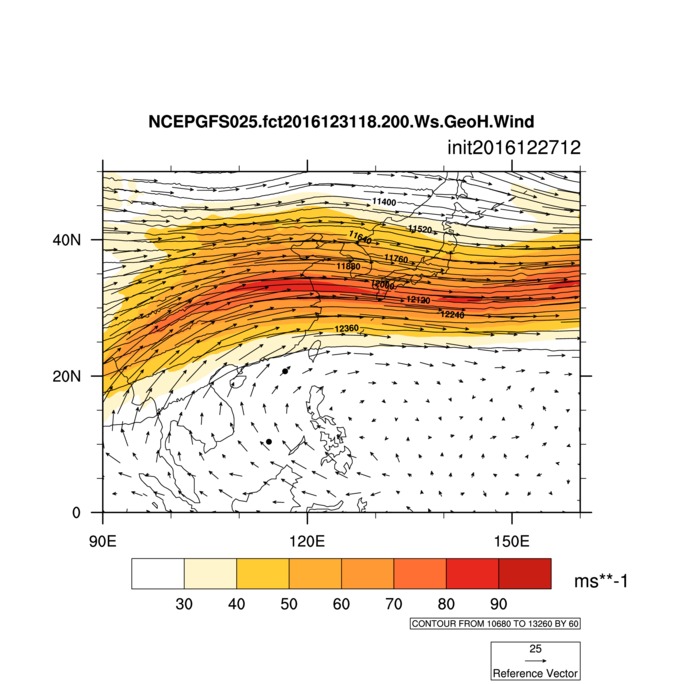 NCEPGFS025.fct2016123118.200.Ws.GeoH.Wind
init2016122712
11400
11520
40N
11640
11760
11880
12000
12120
12240
12360
20N
0
90E 120E 150E
ms**-1
30 40 50 60 70 80 90
CONTOUR FROM 10680 TO 13260 BY 60
25
Reference Vector